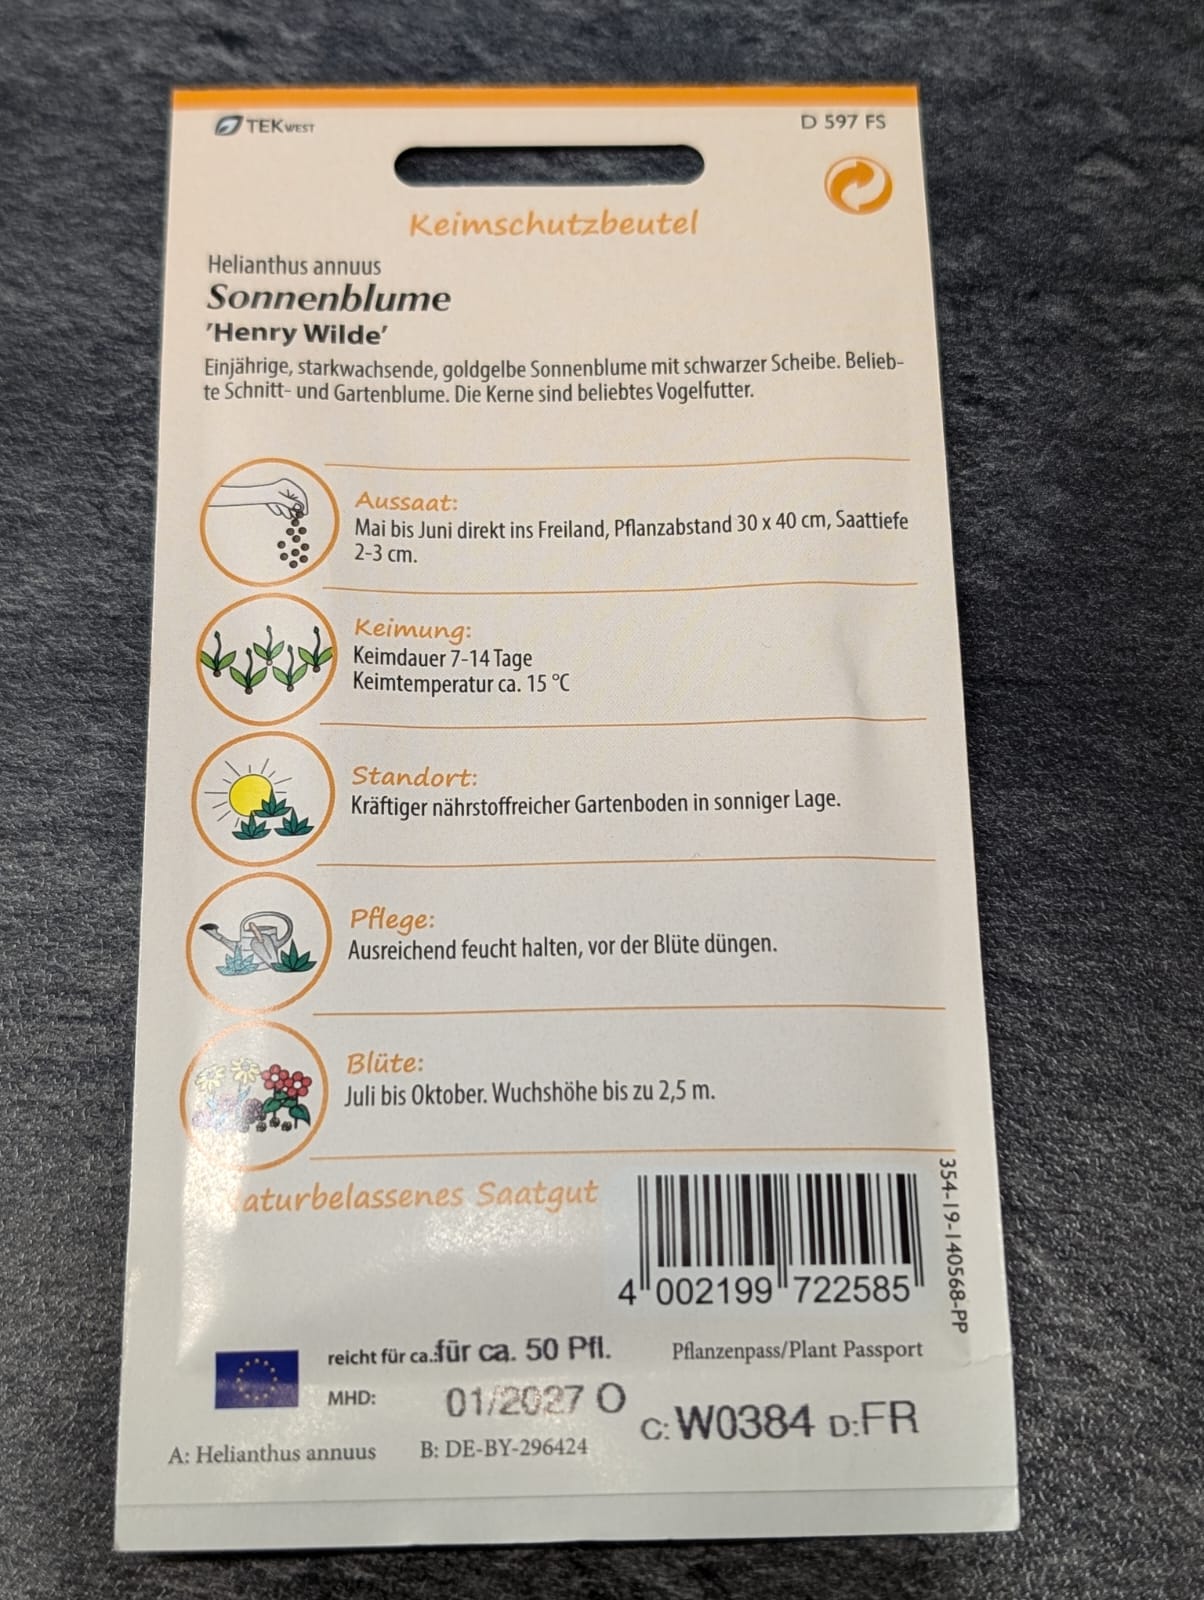 TEKWEST
D 597 FS
Keimschutzbeutel
Helianthus annuus
Sonnenblume
'Henry Wilde'
Einjährige, starkwachsende, goldgelbe Sonnenblume mit schwarzer Scheibe. Belieb-
te Schnitt- und Gartenblume. Die Kerne sind beliebtes Vogelfutter.
Aussaat:
Mai bis Juni direkt ins Freiland, Pflanzabstand 30 x 40 cm, Saattiefe
2-3 cm.
Keimung:
Keimdauer 7-14 Tage
Keimtemperatur ca. 15 °C
Standort:
Kräftiger nährstoffreicher Gartenboden in sonniger Lage.
Pflege:
Ausreichend feucht halten, vor der Blüte düngen.
Blüte:
Juli bis Oktober. Wuchshöhe bis zu 2,5 m.
Naturbelassenes Saatgut
354-19-140568-PP
4 002199 722585
reicht für ca.: für ca. 50 Pfl.
Pflanzenpass/Plant Passport
MHD: 01/2027 O
C: W0384 D: FR
A: Helianthus annuus
B: DE-BY-296424